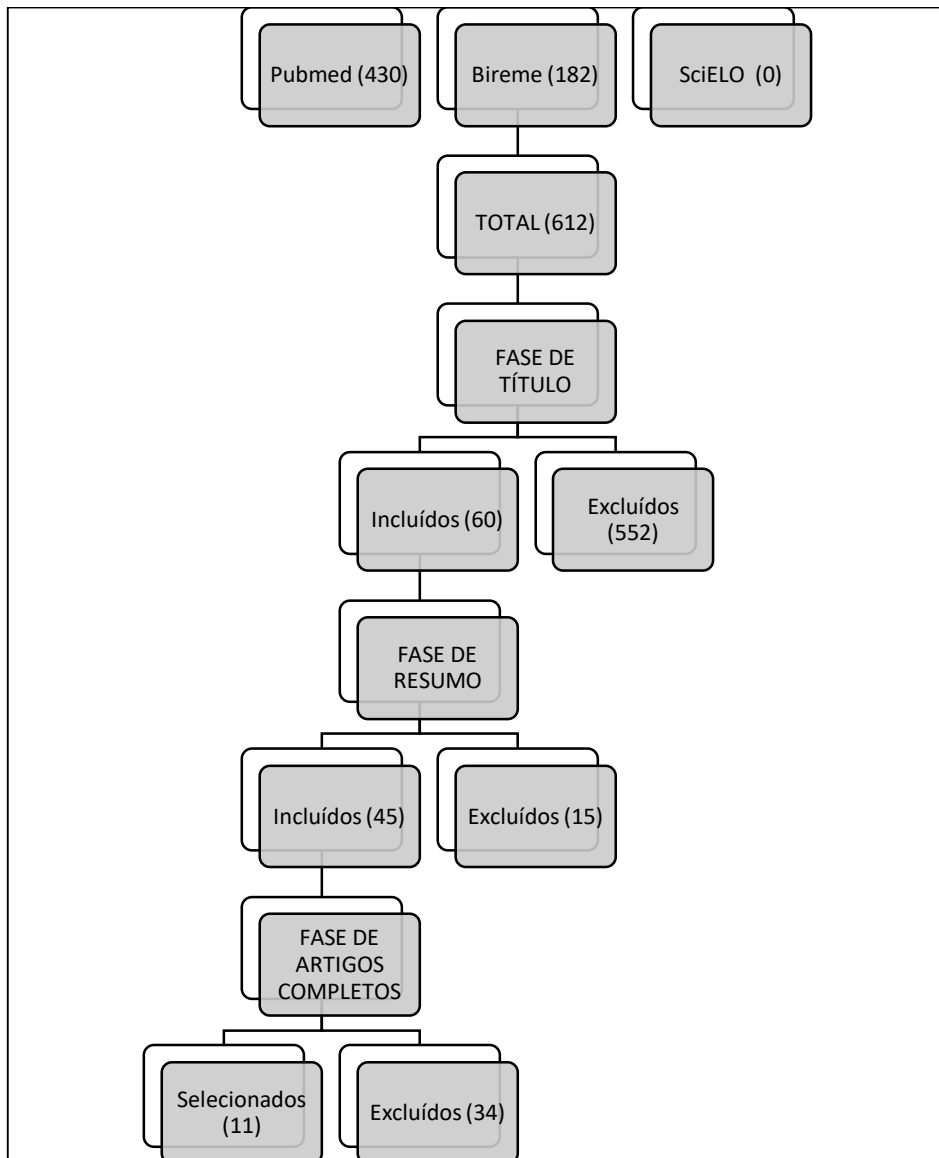 Pubmed (430)
Bireme (182)
SciELO (0)
TOTAL (612)
FASE DE
TÍTULO
Incluídos (60)
Excluídos
(552)
FASE DE
RESUMO
Incluídos (45)
Excluídos (15)
FASE DE
ARTIGOS
COMPLETOS
Selecionados
(11)
Excluídos (34)